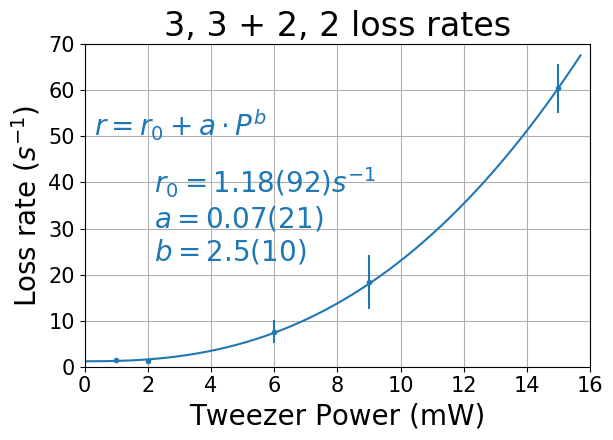 3, 3 + 2, 2 loss rates
Loss rate (s⁻¹)
70
60
50
40
30
20
10
0
r = r₀ + a · Pᵇ
r₀ = 1.18(92)s⁻¹
a = 0.07(21)
b = 2.5(10)
0 2 4 6 8 10 12 14 16
Tweezer Power (mW)